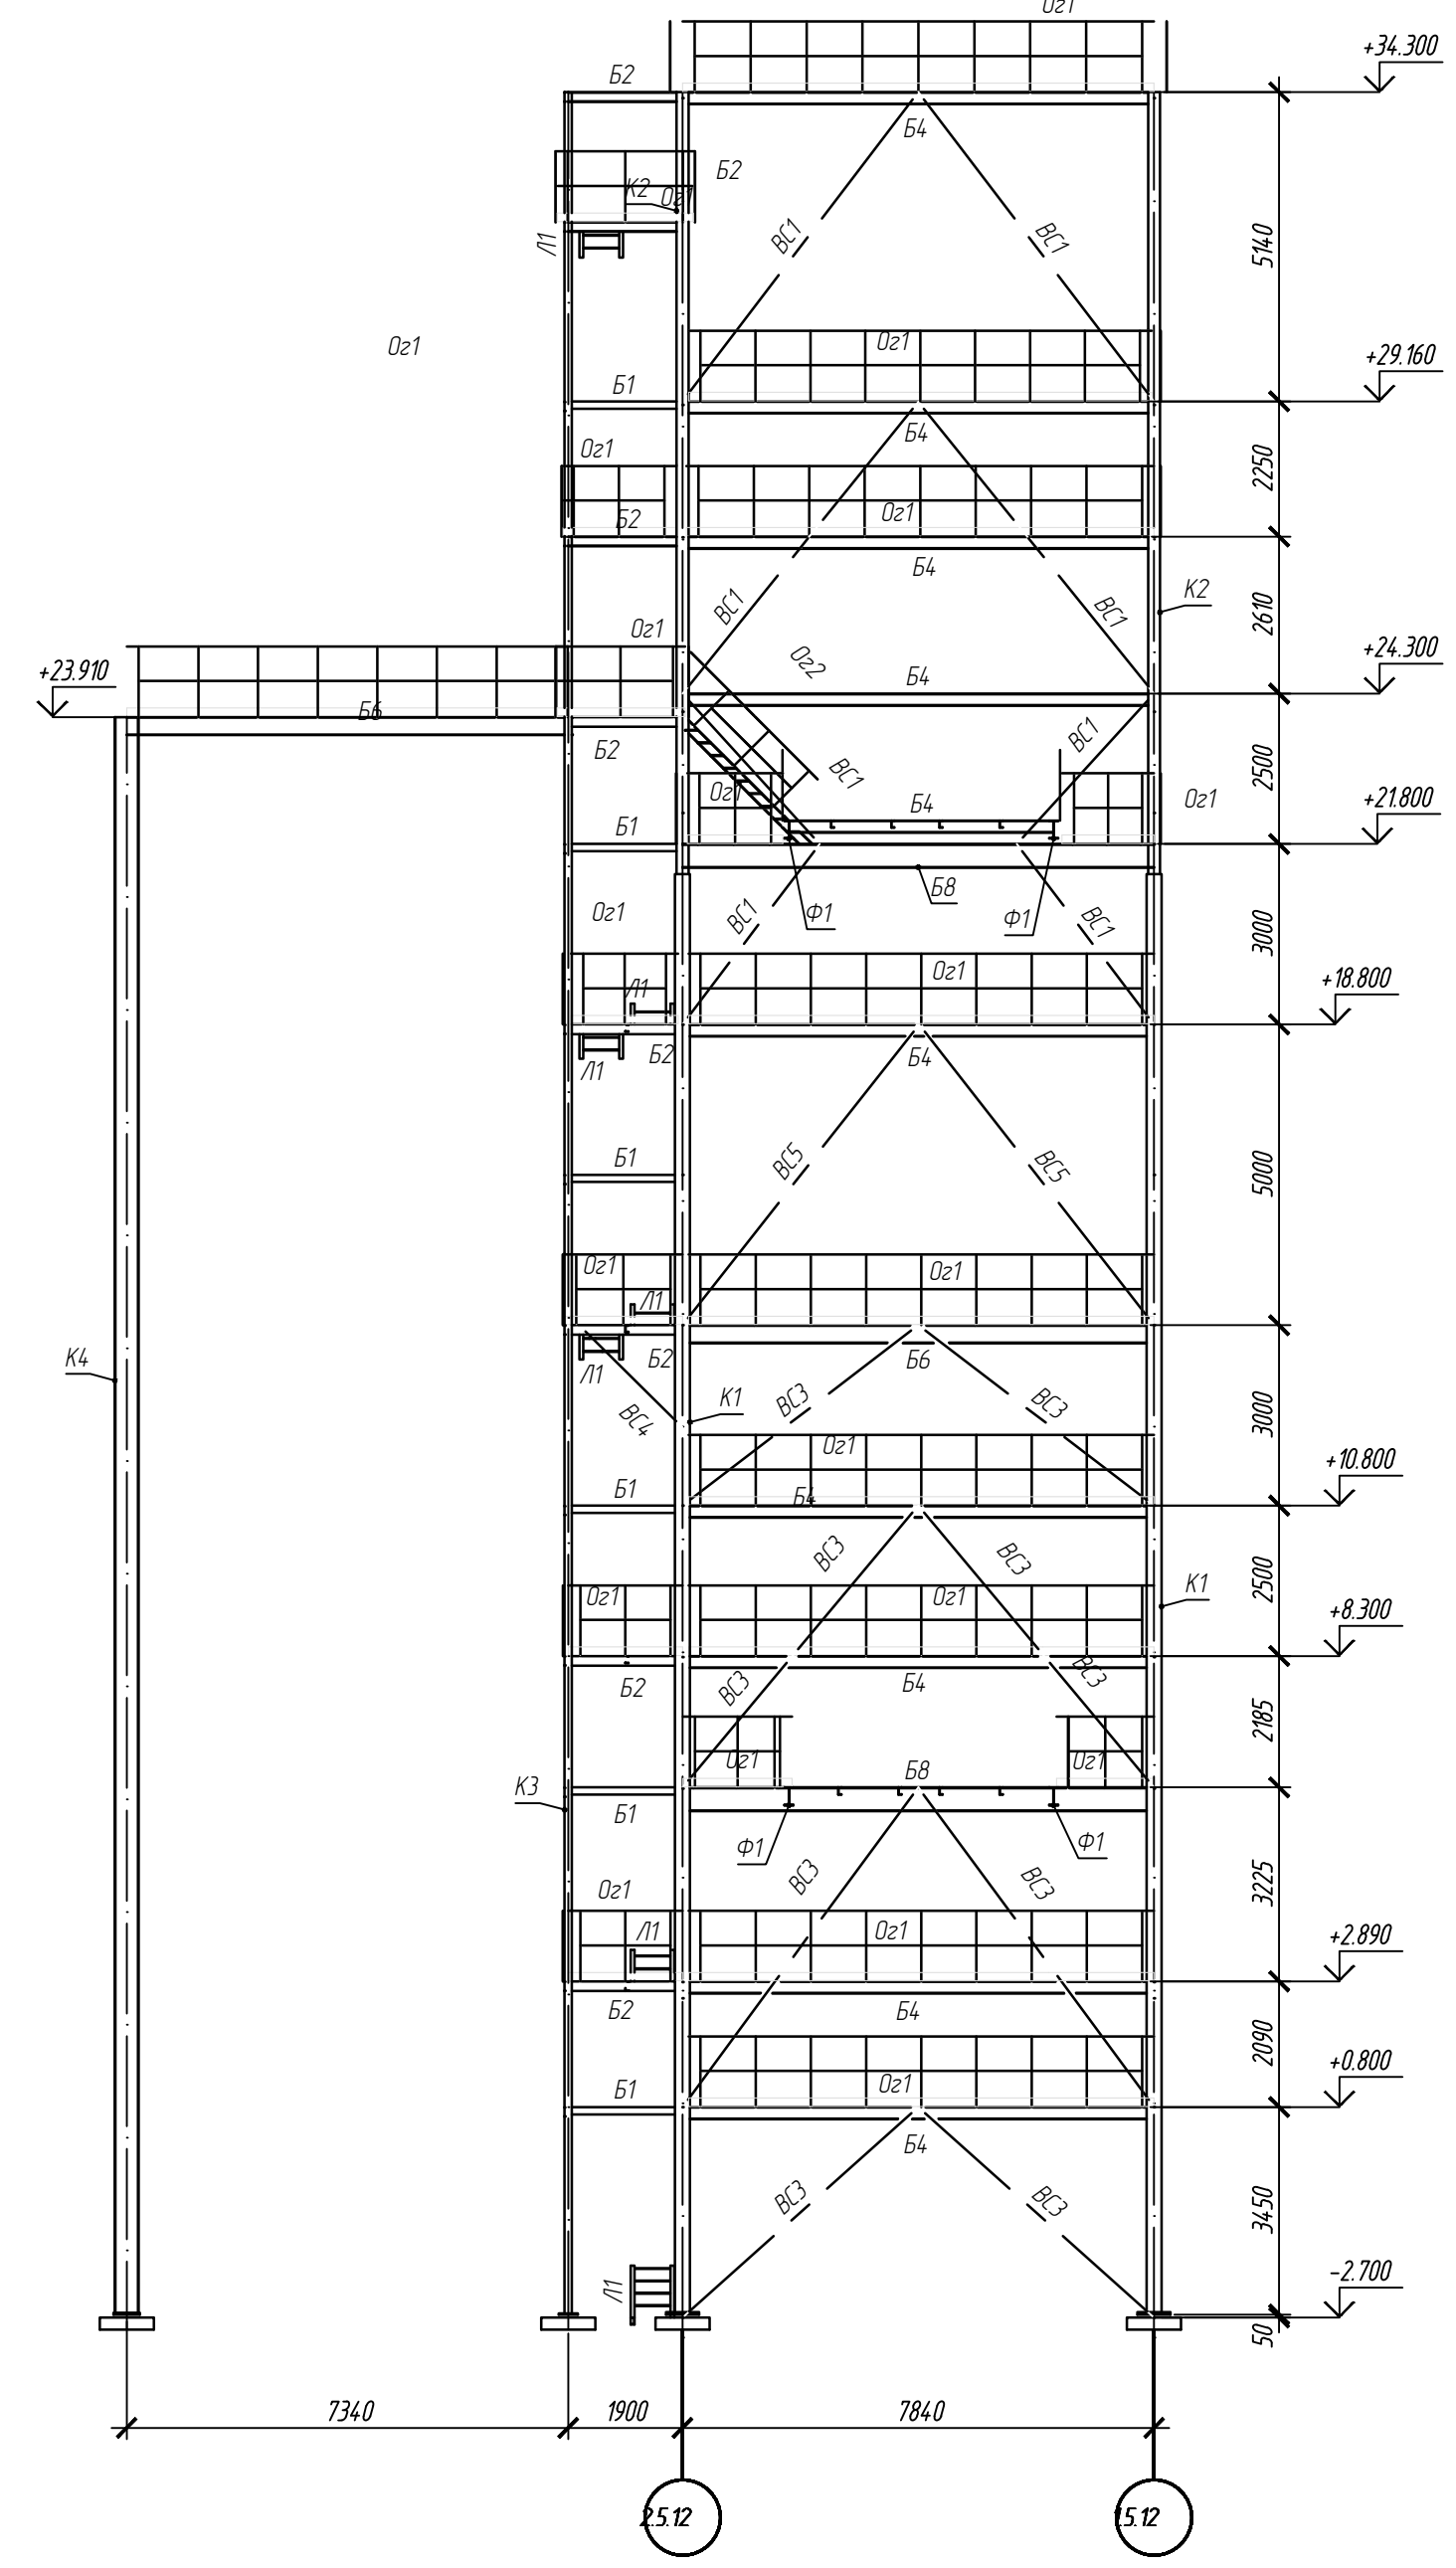 Ог1
+34.300
Б2
Б4
Б2
К2
Ог1
Л1
ВС1
ВС1
5140
Ог1
Ог1
+29.160
Б1
Б4
Ог1
2250
Б2
Ог1
Б4
ВС1
ВС1
К2
2610
Ог1
Ог2
+24.300
+23.910
Б4
Б6
Б2
ВС1
ВС1
2500
Ог1
Б4
Ог1
+21.800
Б1
Б8
Ог1
ВС1
Ф1
Ф1
ВС1
3000
Ог1
+18.800
Л1
Л1
Б2
Б4
Б1
ВС5
ВС5
5000
Ог1
Ог1
Л1
К4
Л1
Б2
Б6
ВС4
К1
ВС3
ВС3
3000
Ог1
+10.800
Б1
Б4
ВС3
ВС3
2500
Ог1
Ог1
К1
+8.300
Б2
ВС3
Б4
ВС3
2185
Ог1
Б8
Ог1
К3
Б1
Ф1
Ф1
ВС3
ВС3
3225
Ог1
Л1
Ог1
+2.890
Б2
Б4
2090
Б1
Ог1
+0.800
Б4
ВС3
ВС3
3450
Л1
-2.700
50
7340
1900
7840
2.5.12
1.5.12